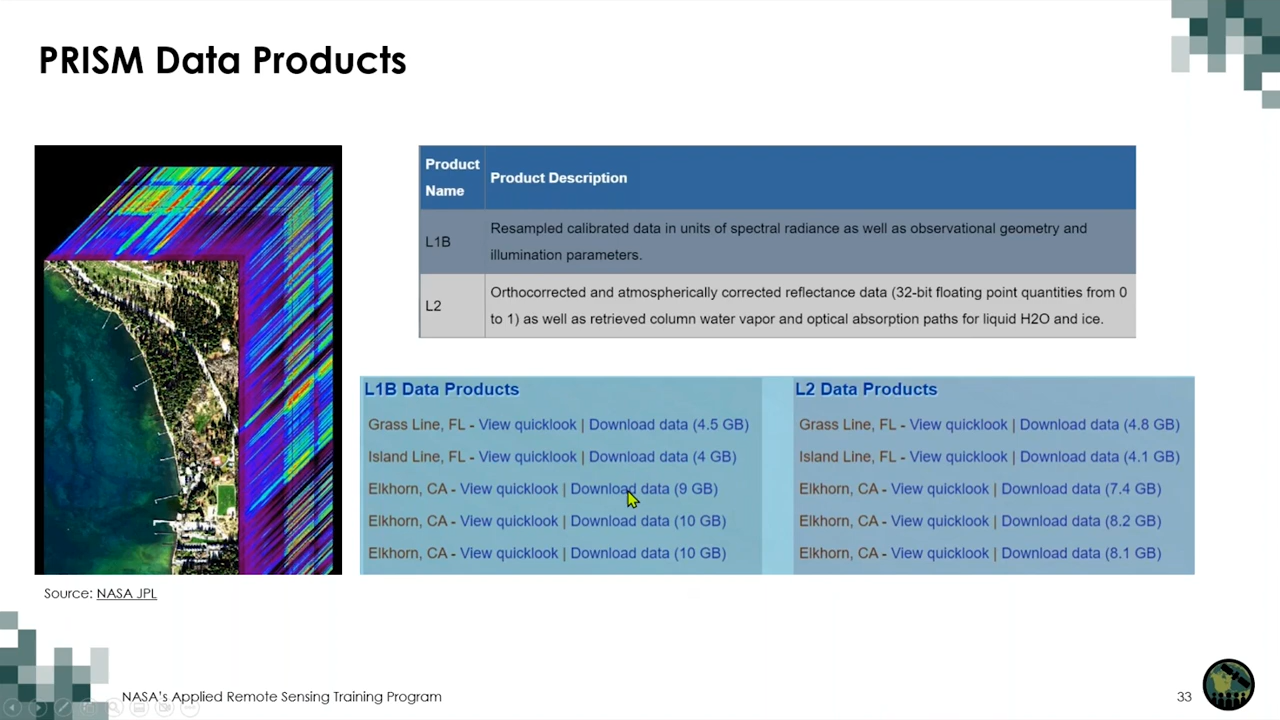 PRISM Data Products
Product
Name
Product Description
L1B
Resampled calibrated data in units of spectral radiance as well as observational geometry and
illumination parameters.
L2
Orthocorrected and atmospherically corrected reflectance data (32-bit floating point quantities from 0
to 1) as well as retrieved column water vapor and optical absorption paths for liquid H2O and ice.
L1B Data Products
Grass Line, FL - View quicklook | Download data (4.5 GB)
Island Line, FL - View quicklook | Download data (4 GB)
Elkhorn, CA - View quicklook | Download data (9 GB)
Elkhorn, CA - View quicklook | Download data (10 GB)
Elkhorn, CA - View quicklook | Download data (10 GB)
L2 Data Products
Grass Line, FL - View quicklook | Download data (4.8 GB)
Island Line, FL - View quicklook | Download data (4.1 GB)
Elkhorn, CA - View quicklook | Download data (7.4 GB)
Elkhorn, CA - View quicklook | Download data (8.2 GB)
Elkhorn, CA - View quicklook | Download data (8.1 GB)
Source: NASA JPL
NASA's Applied Remote Sensing Training Program
33